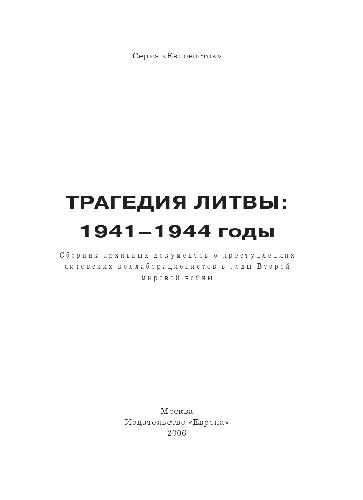 Серия «Евровосток»
ТРАГЕДИЯ ЛИТВЫ:
1941–1944 годы
Сборник архивных документов о преступлениях
литовских коллаборационистов в годы Второй
мировой войны
Москва
Издательство «Европа»
2006